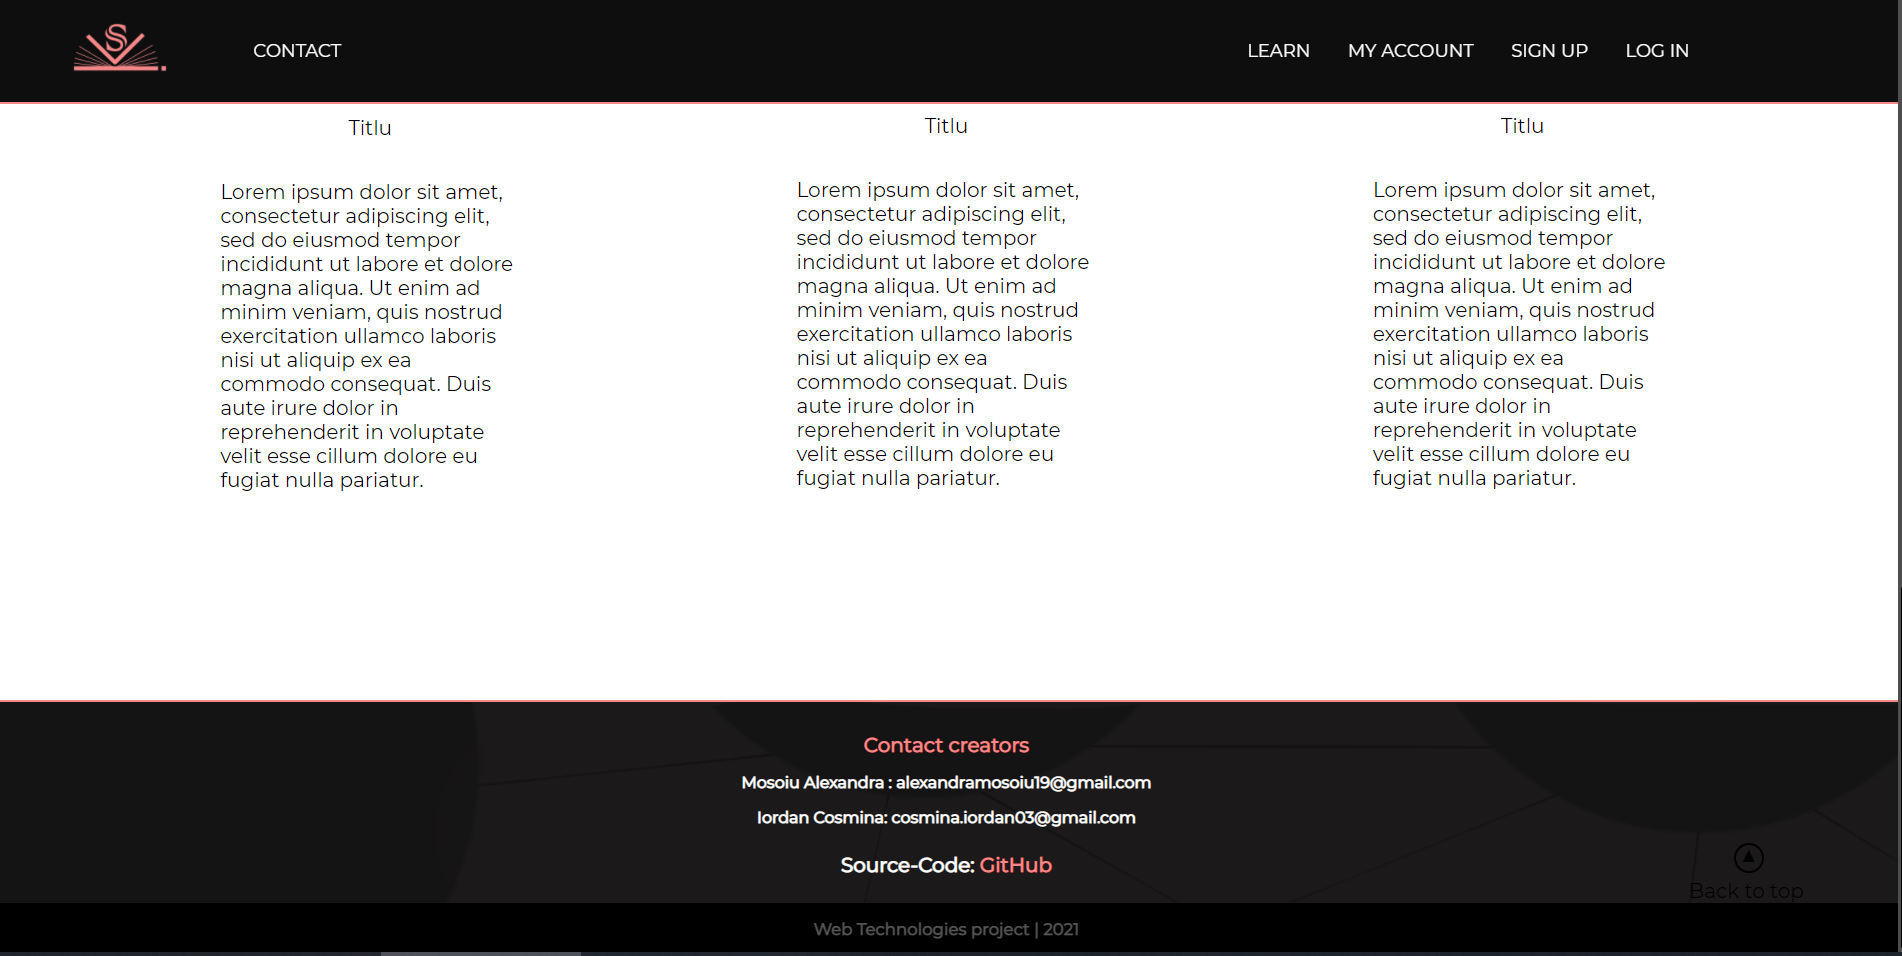 CONTACT
LEARN MY ACCOUNT SIGN UP LOG IN
Titlu
Lorem ipsum dolor sit amet,
consectetur adipiscing elit,
sed do eiusmod tempor
incididunt ut labore et dolore
magna aliqua. Ut enim ad
minim veniam, quis nostrud
exercitation ullamco laboris
nisi ut aliquip ex ea
commodo consequat. Duis
aute irure dolor in
reprehenderit in voluptate
velit esse cillum dolore eu
fugiat nulla pariatur.
Titlu
Lorem ipsum dolor sit amet,
consectetur adipiscing elit,
sed do eiusmod tempor
incididunt ut labore et dolore
magna aliqua. Ut enim ad
minim veniam, quis nostrud
exercitation ullamco laboris
nisi ut aliquip ex ea
commodo consequat. Duis
aute irure dolor in
reprehenderit in voluptate
velit esse cillum dolore eu
fugiat nulla pariatur.
Titlu
Lorem ipsum dolor sit amet,
consectetur adipiscing elit,
sed do eiusmod tempor
incididunt ut labore et dolore
magna aliqua. Ut enim ad
minim veniam, quis nostrud
exercitation ullamco laboris
nisi ut aliquip ex ea
commodo consequat. Duis
aute irure dolor in
reprehenderit in voluptate
velit esse cillum dolore eu
fugiat nulla pariatur.
Contact creators
Mosoiu Alexandra : alexandramosoiu19@gmail.com
Iordan Cosmina: cosmina.iordan03@gmail.com
Source-Code: GitHub
Back to top
Web Technologies project | 2021